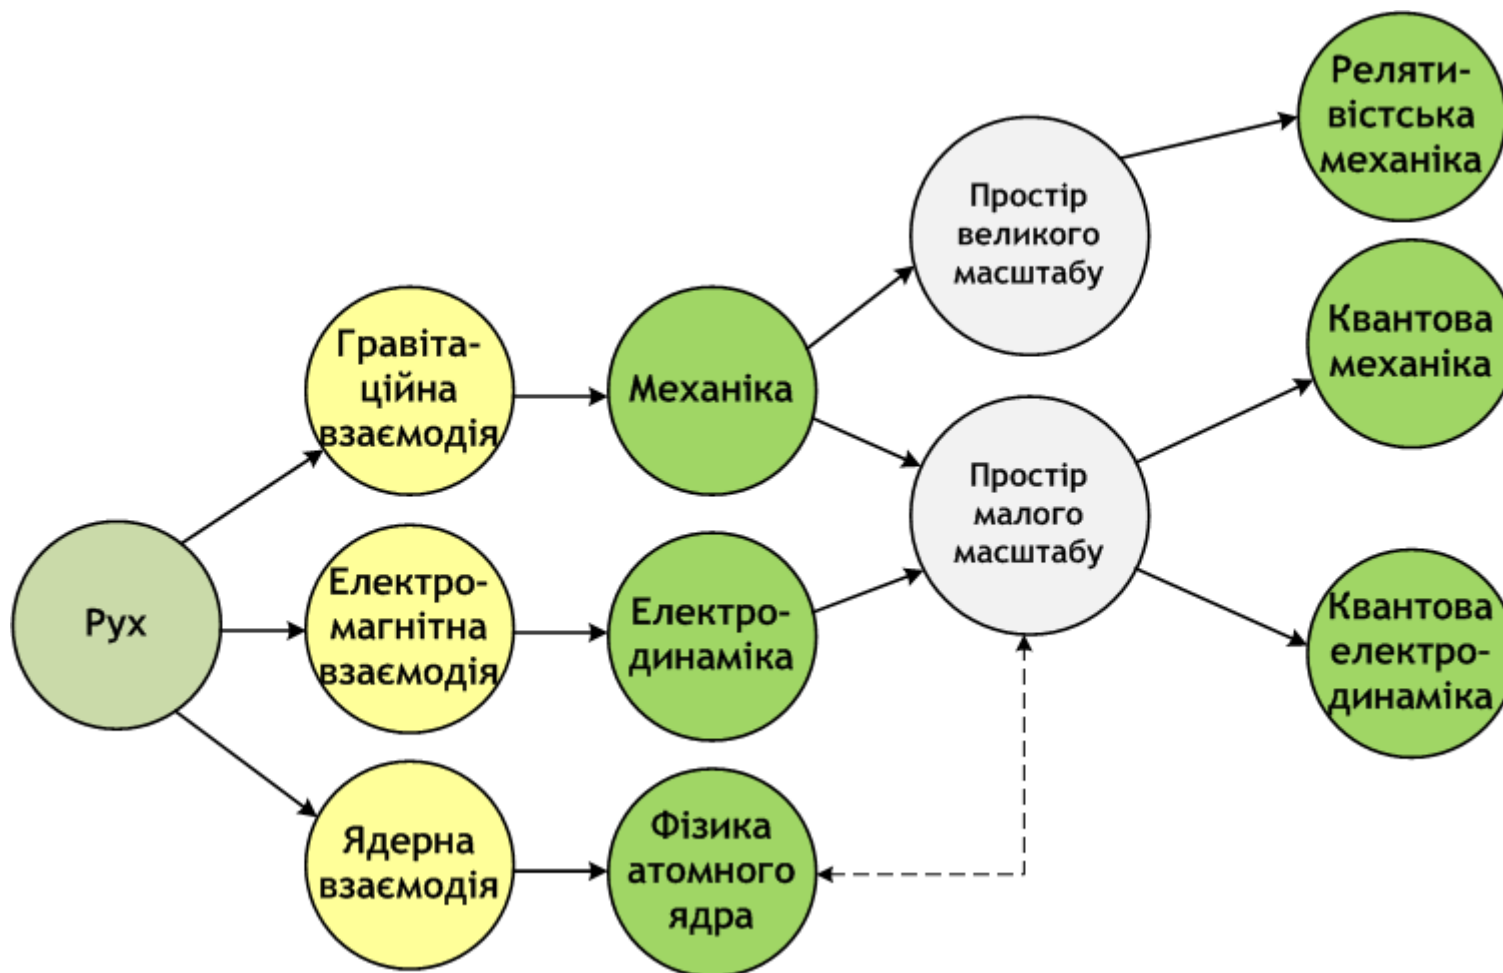 Рух
Гравіта-
ційна
взаємодія
Електро-
магнітна
взаємодія
Ядерна
взаємодія
Механіка
Електро-
динаміка
Фізика
атомного
ядра
Простір
великого
масштабу
Простір
малого
масштабу
Реляти-
вістська
механіка
Квантова
механіка
Квантова
електро-
динаміка